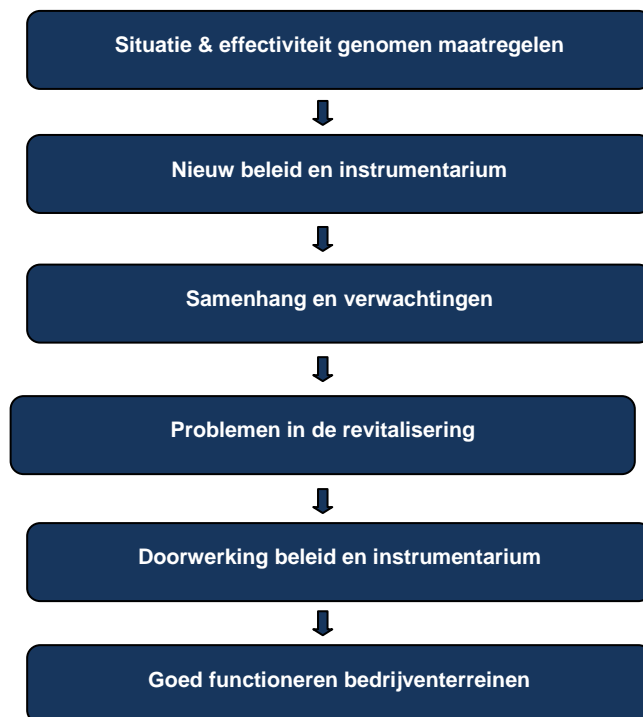 Situatie & effectiviteit genomen maatregelen
Nieuw beleid en instrumentarium
Samenhang en verwachtingen
Problemen in de revitalisering
Doorwerking beleid en instrumentarium
Goed functioneren bedrijventerreinen